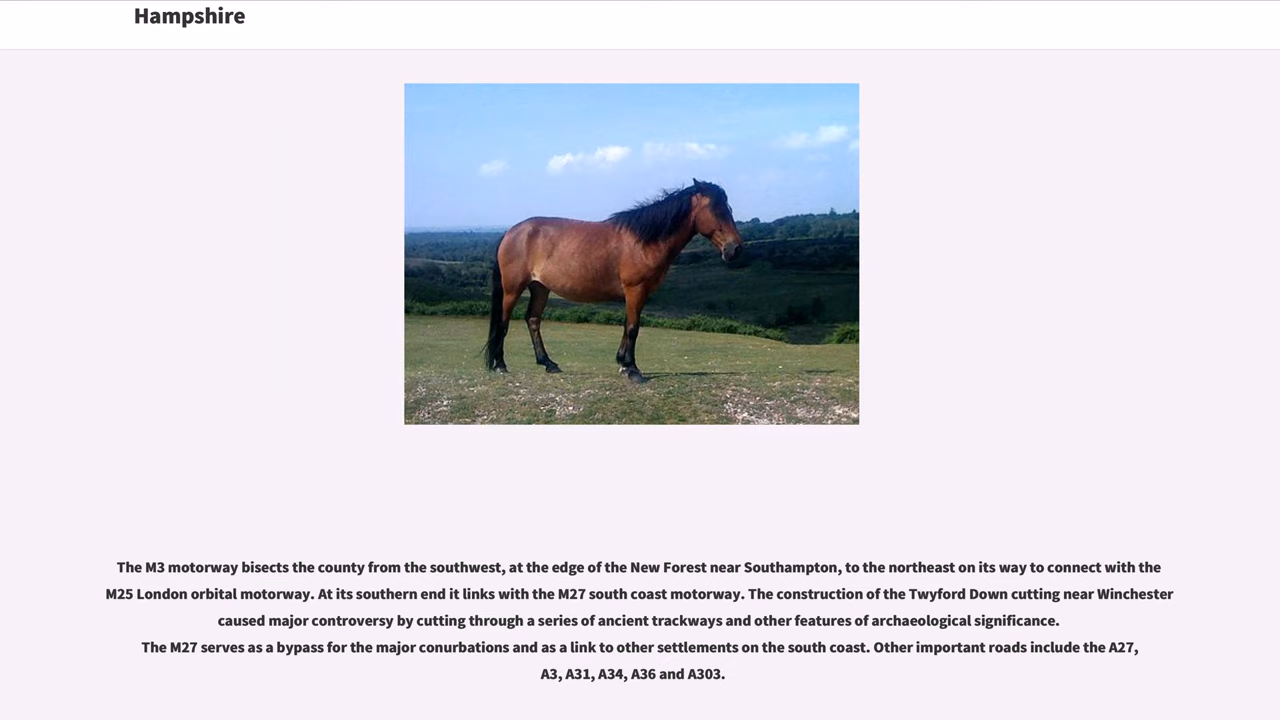 Hampshire
The M3 motorway bisects the county from the southwest, at the edge of the New Forest near Southampton, to the northeast on its way to connect with the
M25 London orbital motorway. At its southern end it links with the M27 south coast motorway. The construction of the Twyford Down cutting near Winchester
caused major controversy by cutting through a series of ancient trackways and other features of archaeological significance.
The M27 serves as a bypass for the major conurbations and as a link to other settlements on the south coast. Other important roads include the A27,
A3, A31, A34, A36 and A303.